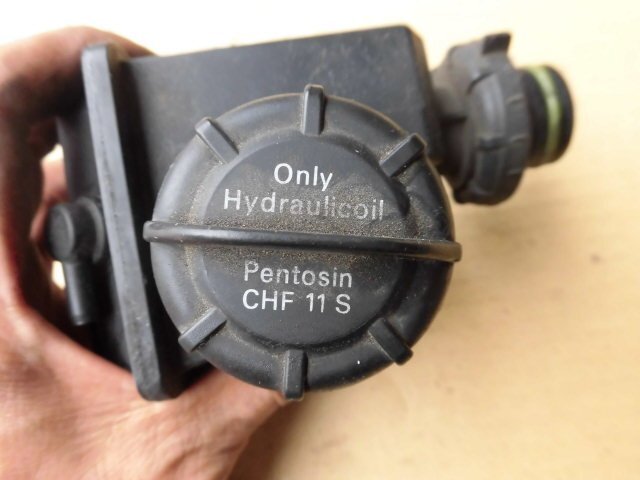 Only
Hydraulicoil
Pentosin
CHF 11 S